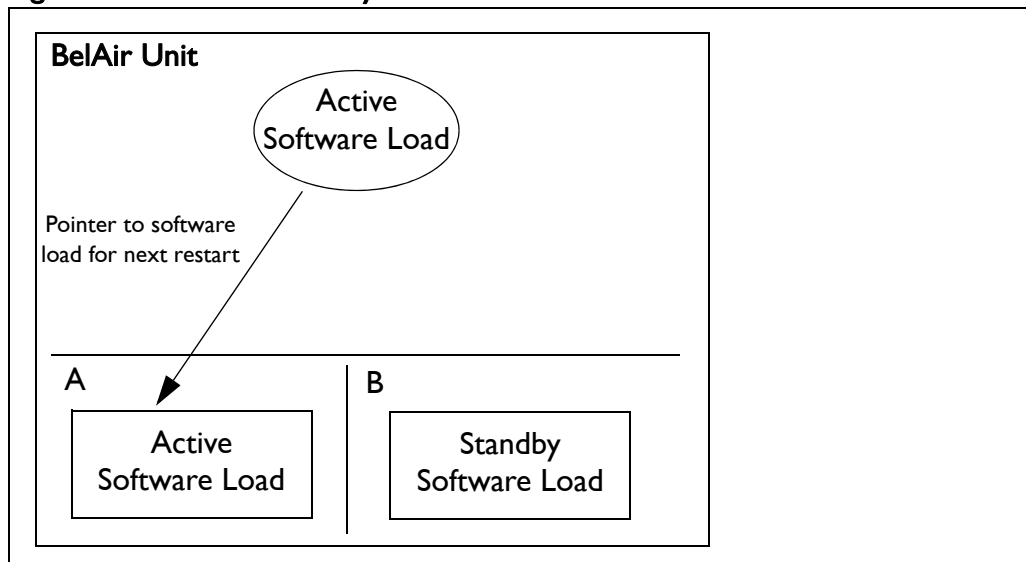 BelAir Unit
Active
Software Load
Pointer to software
load for next restart
A
Active
Software Load
B
Standby
Software Load